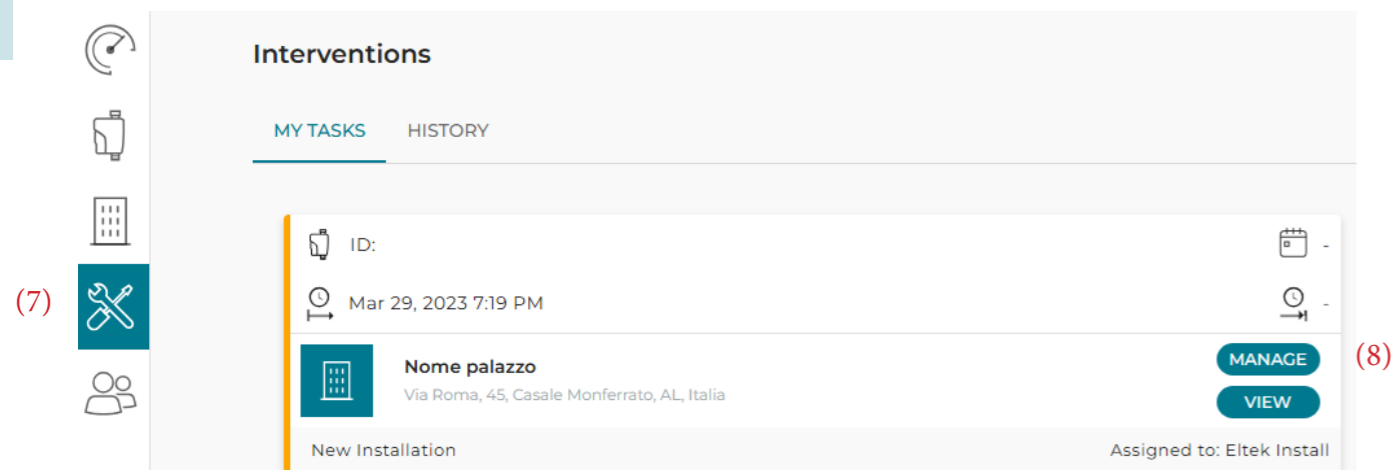 Interventions
MY TASKS HISTORY
ID: -
Mar 29, 2023 7:19 PM -
(7)
Nome palazzo MANAGE (8)
Via Roma, 45, Casale Monferrato, AL, Italia VIEW
New Installation Assigned to: Eltek Install